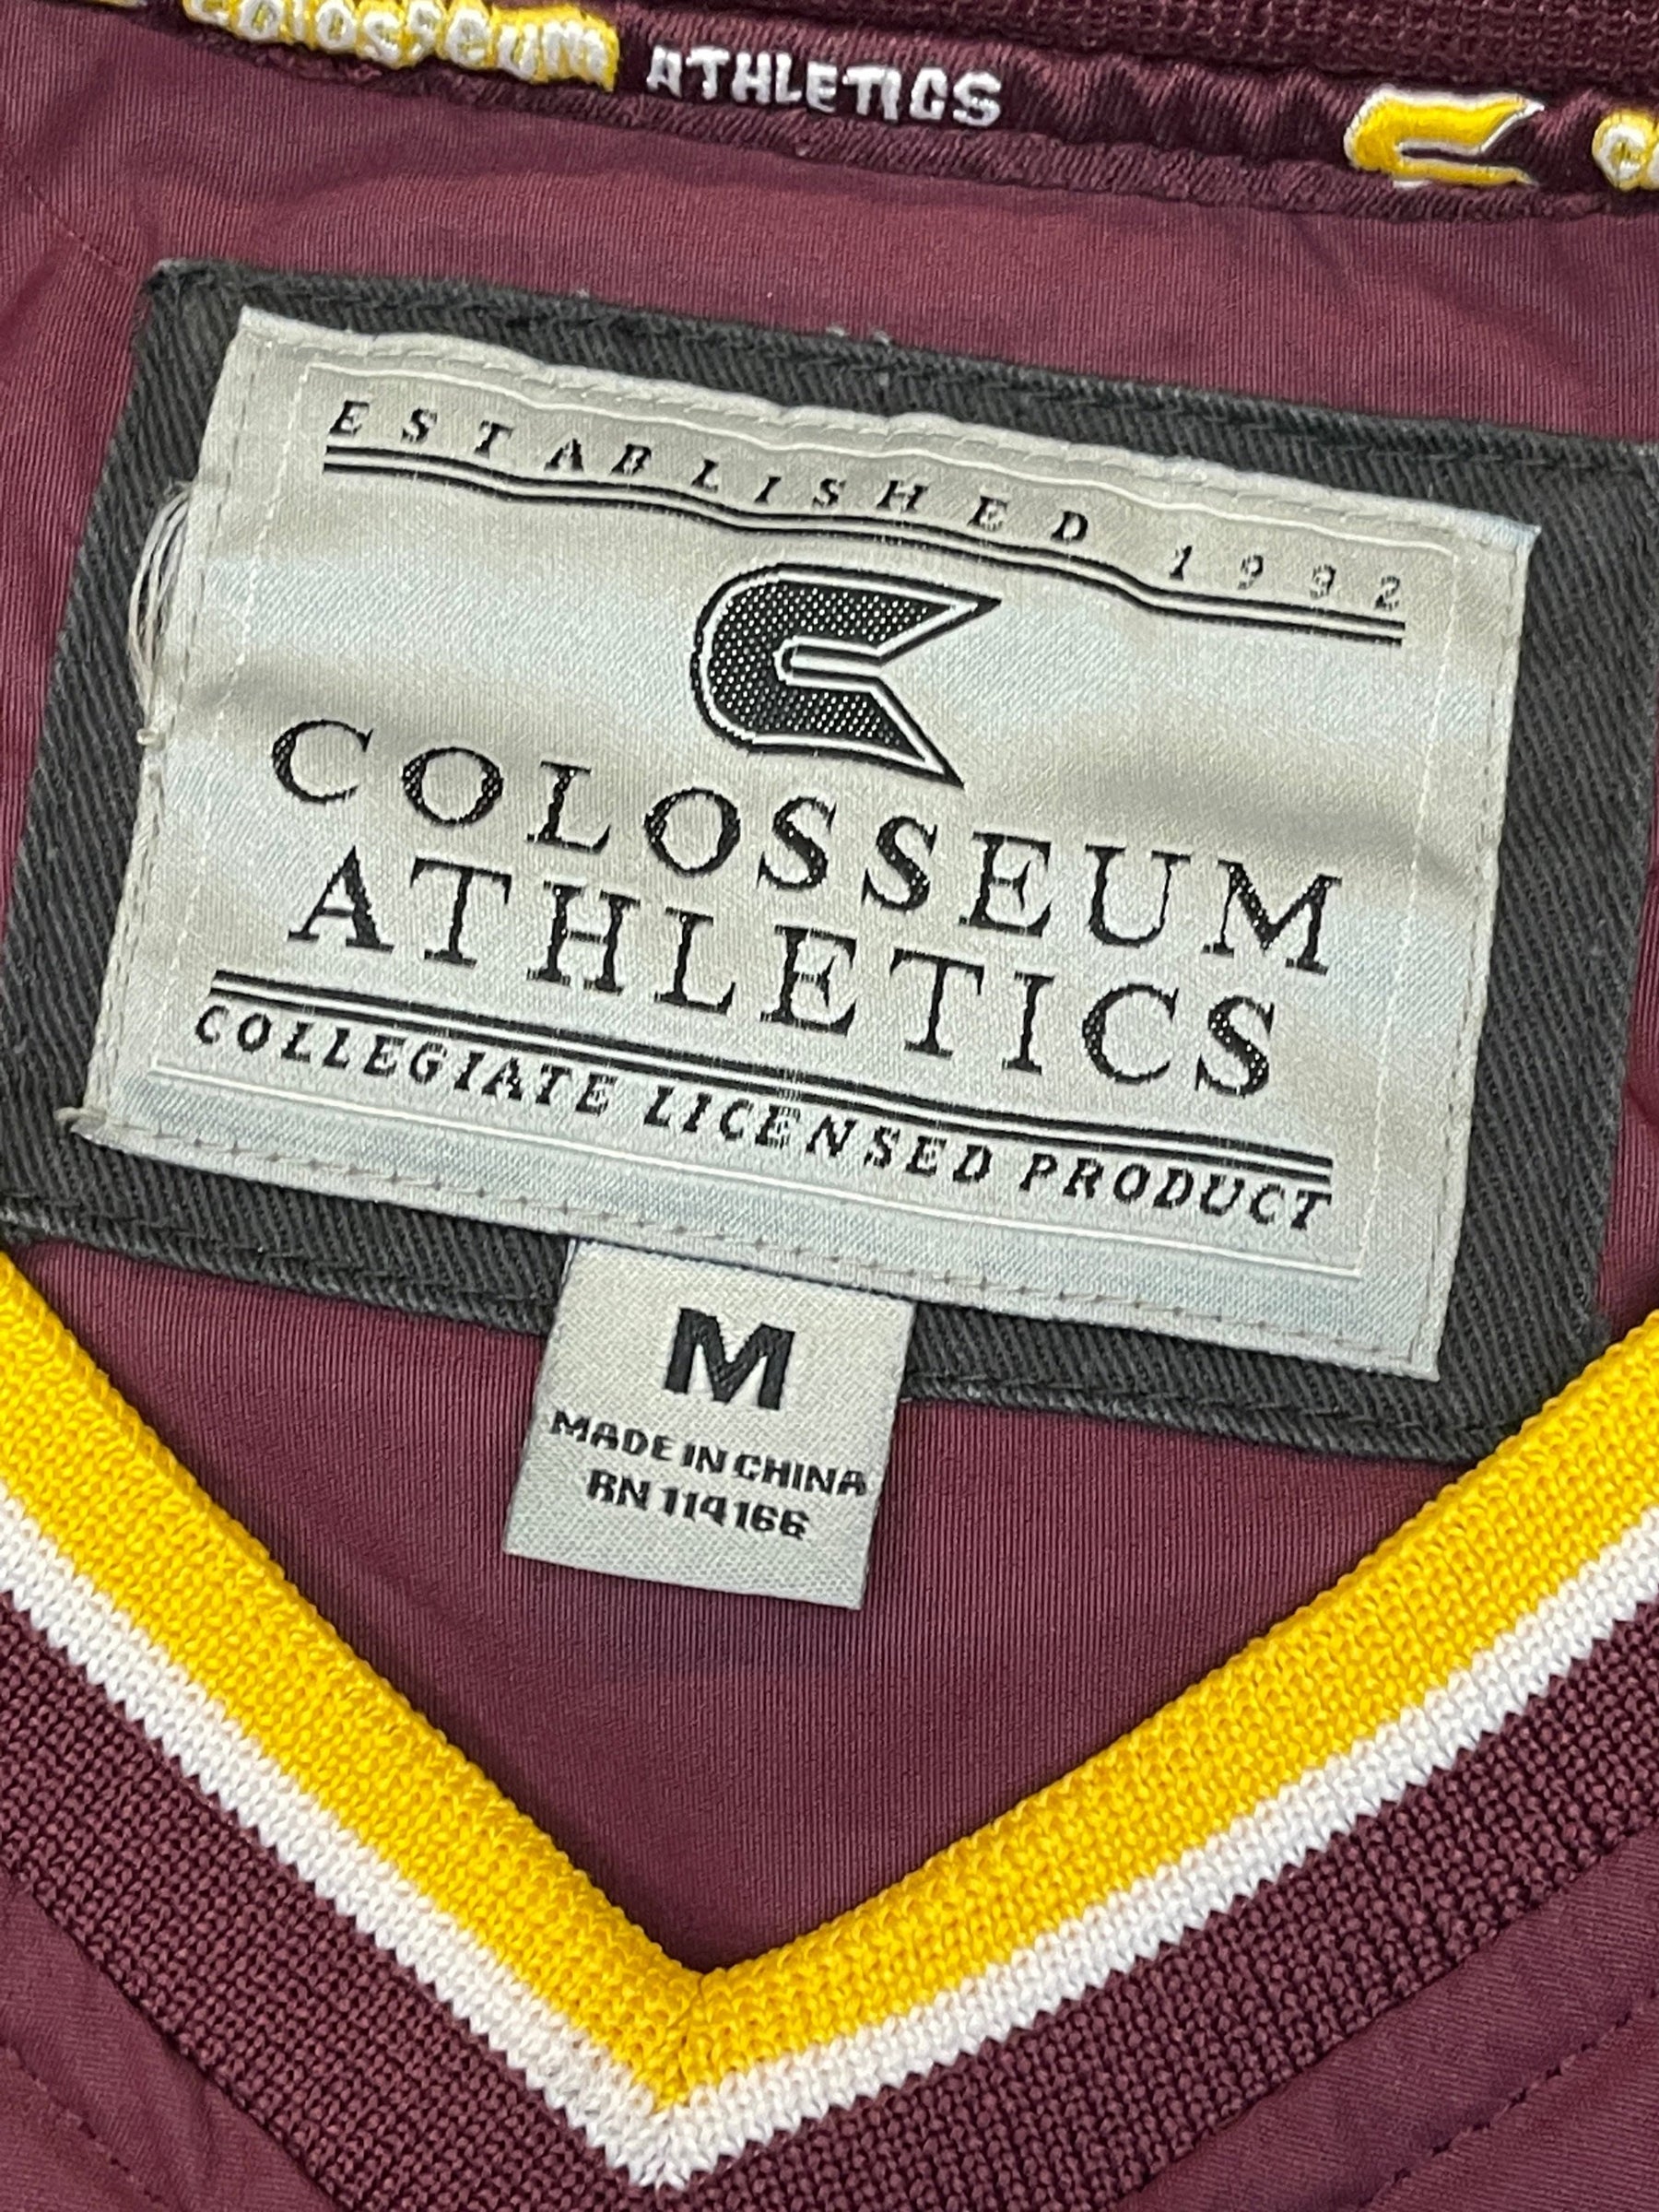 Colosseum ATHLETICS
ESTABLISHED 1992
COLOSSEUM
ATHLETICS
COLLEGIATE LICENSED PRODUCT
M
MADE IN CHINA
RN 114166